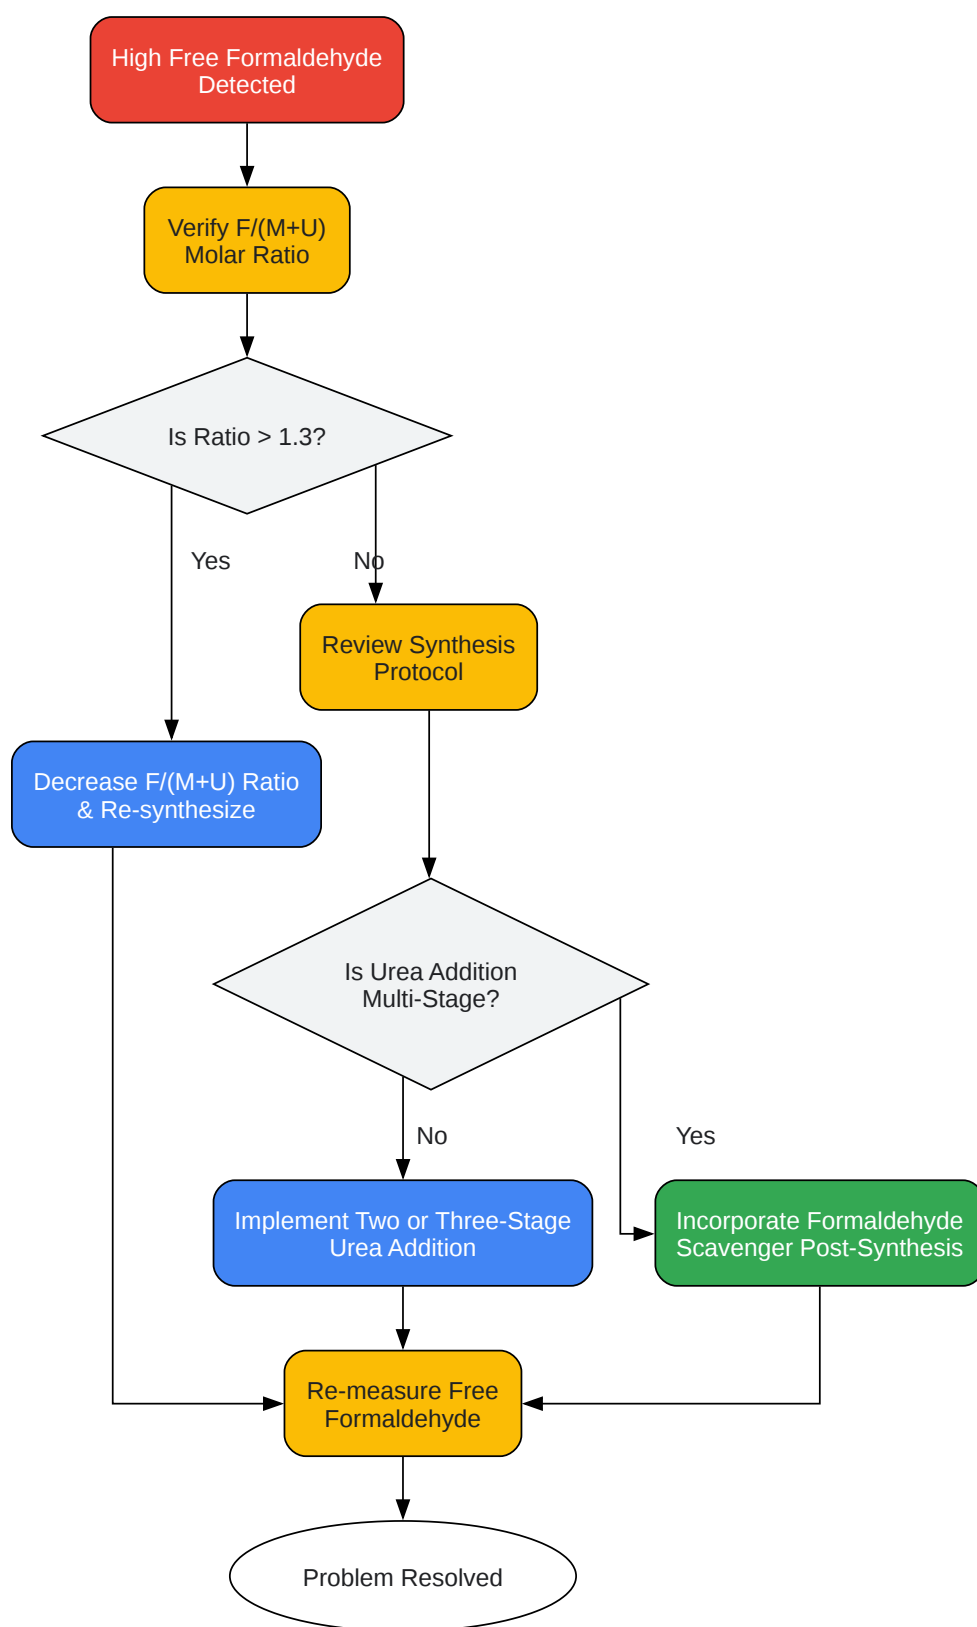 High Free Formaldehyde
Detected
Verify F/(M+U)
Molar Ratio
Is Ratio > 1.3?
Yes
No
Review Synthesis
Protocol
Decrease F/(M+U) Ratio
& Re-synthesize
Is Urea Addition
Multi-Stage?
No
Yes
Implement Two or Three-Stage
Urea Addition
Incorporate Formaldehyde
Scavenger Post-Synthesis
Re-measure Free
Formaldehyde
Problem Resolved